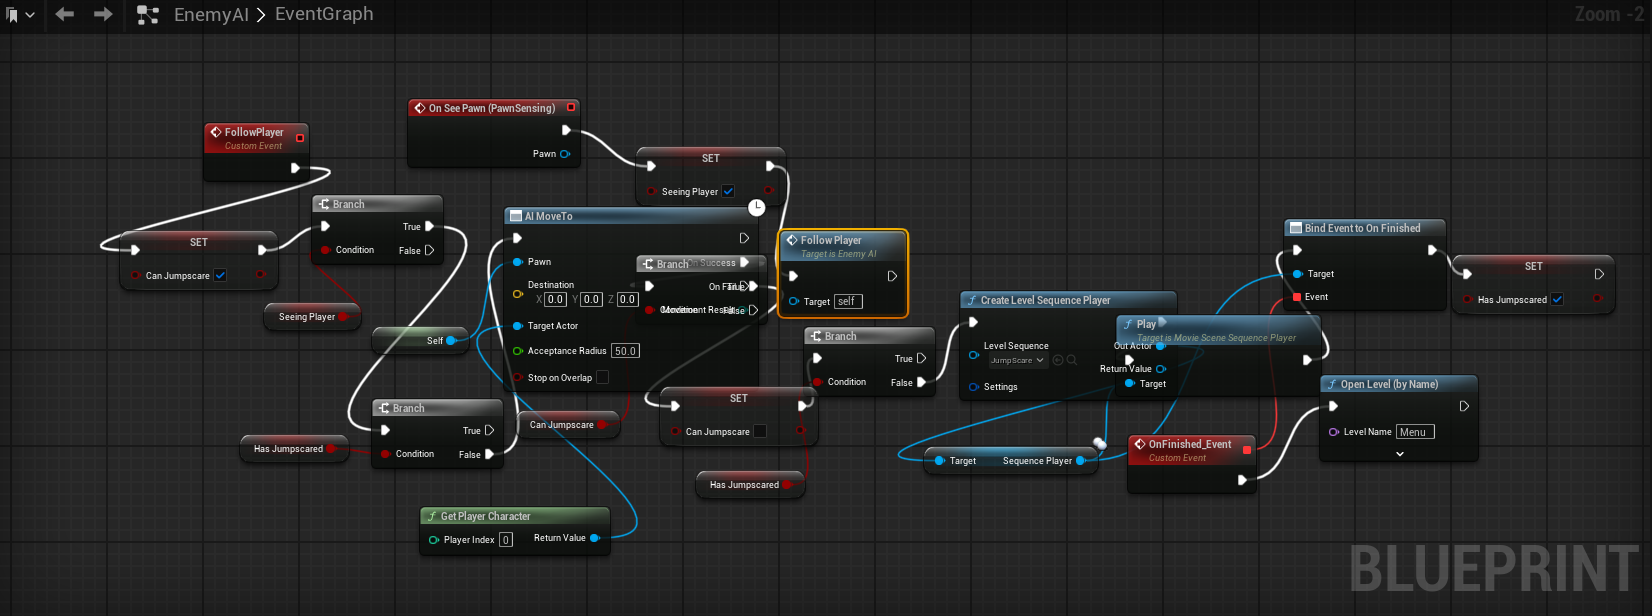 EnemyAI > EventGraph
Zoom -2
On See Pawn (PawnSensing)
Pawn
FollowPlayer
Custom Event
SET
Seeing Player
Branch
True
Condition
False
SET
Can Jumpscare
Seeing Player
AI MoveTo
Pawn
On Success
Destination
X 0.0 Y 0.0 Z 0.0
On Fail
Movement Result
Target Actor
Acceptance Radius 50.0
Stop on Overlap
Branch
True
Condition
False
Follow Player
Target is Enemy AI
Target self
Self
Branch
True
Condition
False
Has Jumpscared
Can Jumpscare
SET
Can Jumpscare
Has Jumpscared
Branch
True
Condition
False
Get Player Character
Player Index 0
Return Value
Create Level Sequence Player
Level Sequence
JumpScare
Out Actor
Return Value
Settings
Play
Target is Movie Scene Sequence Player
Target
Target Sequence Player
Bind Event to On Finished
Target
Event
SET
Has Jumpscared
OnFinished_Event
Custom Event
Open Level (by Name)
Level Name Menu
BLUEPRINT